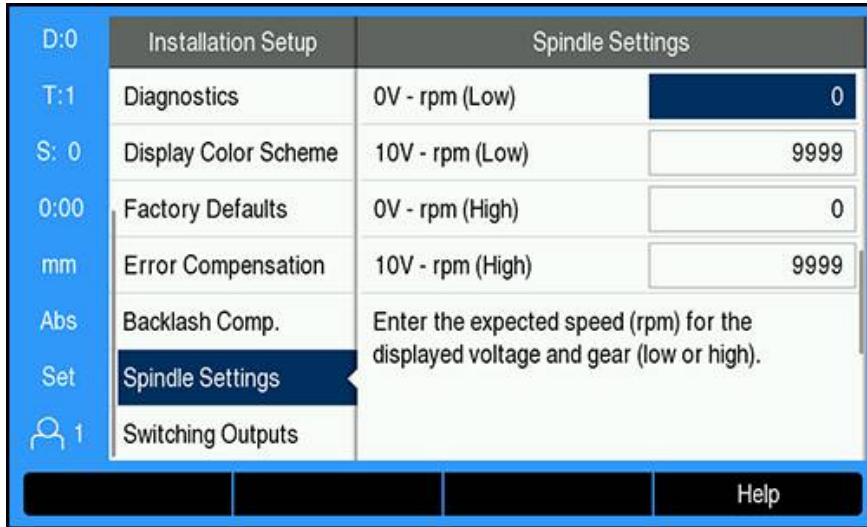 D:0
T:1
S: 0
0:00
mm
Abs
Set
1
Installation Setup
Diagnostics
Display Color Scheme
Factory Defaults
Error Compensation
Backlash Comp.
Spindle Settings
Switching Outputs
Spindle Settings
0V - rpm (Low) 0
10V - rpm (Low) 9999
0V - rpm (High) 0
10V - rpm (High) 9999
Enter the expected speed (rpm) for the
displayed voltage and gear (low or high).
Help